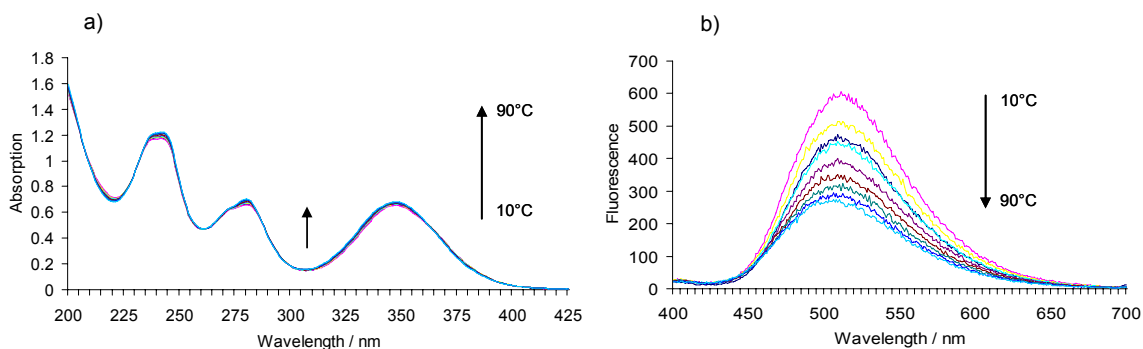 a)
1.8
1.6
1.4
1.2
1
0.8
0.6
0.4
0.2
0
Absorption
90°C
10°C
200 225 250 275 300 325 350 375 400 425
Wavelength / nm
b)
700
600
500
400
300
200
100
0
Fluorescence
10°C
90°C
400 450 500 550 600 650 700
Wavelength / nm